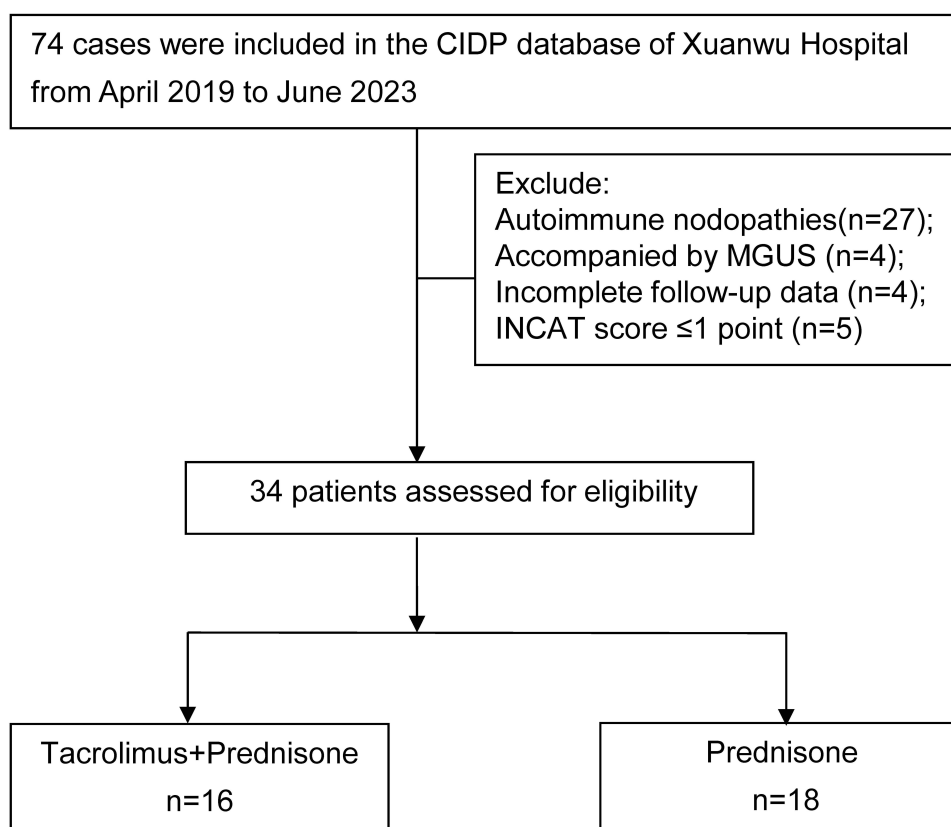 74 cases were included in the CIDP database of Xuanwu Hospital
from April 2019 to June 2023
Exclude:
Autoimmune nodopathies(n=27);
Accompanied by MGUS (n=4);
Incomplete follow-up data (n=4);
INCAT score ≤1 point (n=5)
34 patients assessed for eligibility
Tacrolimus+Prednisone
n=16
Prednisone
n=18